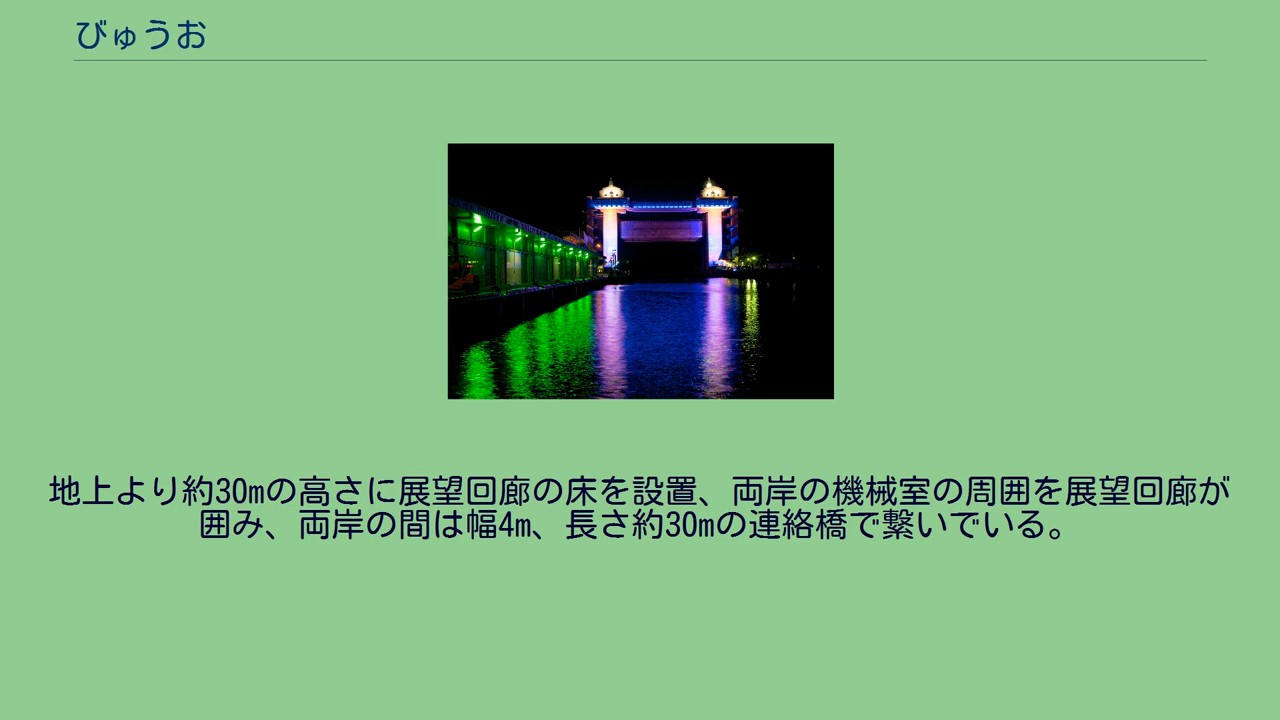 びゅうお
地上より約30mの高さに展望回廊の床を設置、両岸の機械室の周囲を展望回廊が
囲み、両岸の間は幅4m、長さ約30mの連絡橋で繋いでいる。